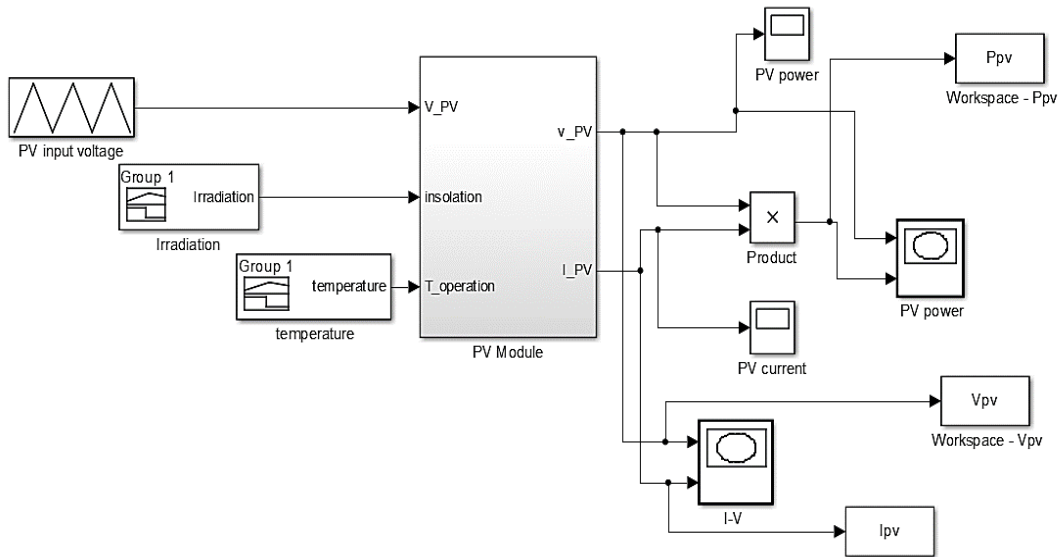 PV power
Ppv
Workspace - Ppv
V_PV
PV input voltage
v_PV
Group 1
Irradiation
insolation
Irradiation
×
Product
Group 1
temperature
T_operation
I_PV
temperature
PV Module
PV power
PV current
Vpv
Workspace - Vpv
I-V
Ipv